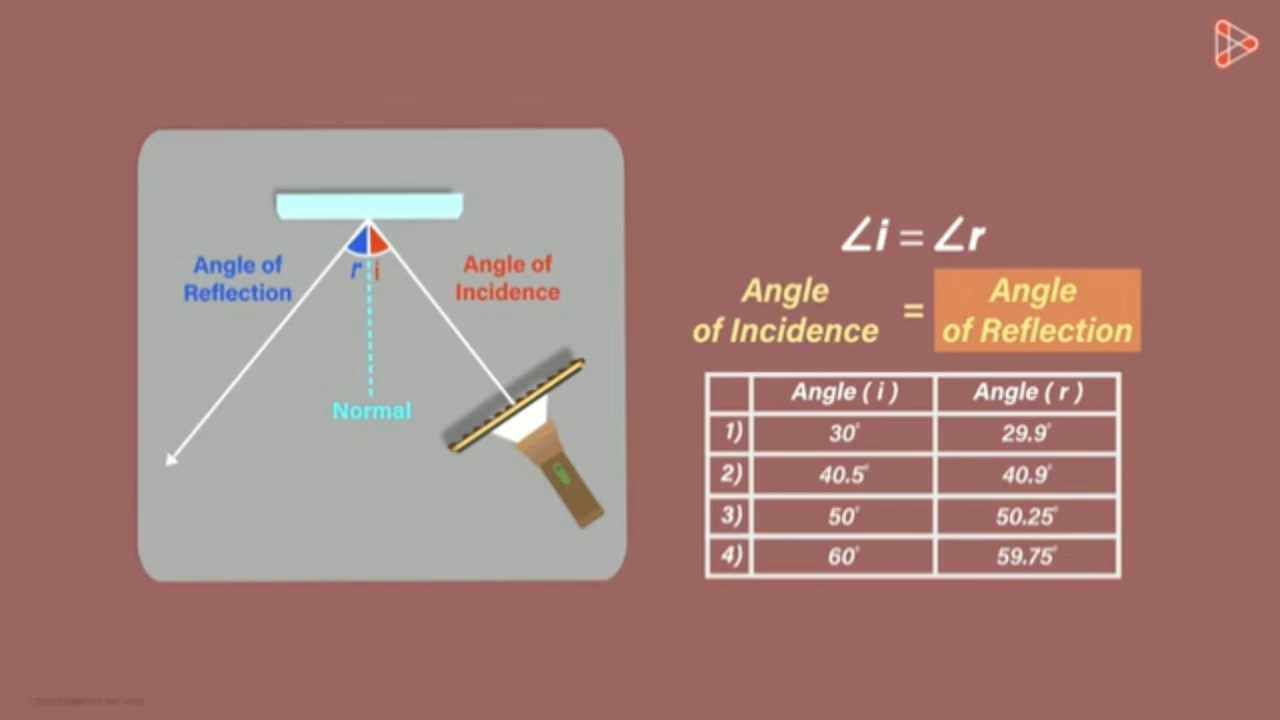 Angle of
Reflection
r i
Angle of
Incidence
Normal
∠i = ∠r
Angle
of Incidence
=
Angle
of Reflection
Angle ( i ) Angle ( r )
1) 30° 29.9°
2) 40.5° 40.9°
3) 50° 50.25°
4) 60° 59.75°